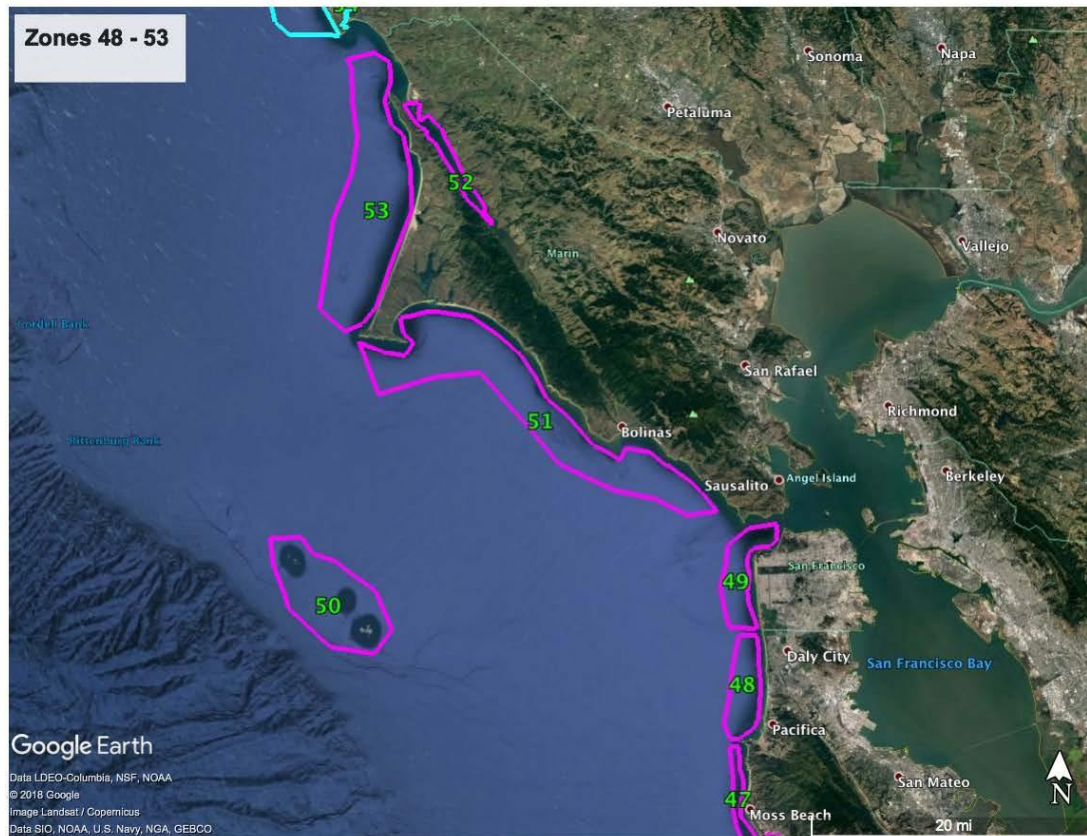 Zones 48 - 53
54
Sonoma
Napa
Petaluma
52
53
Novato
Vallejo
Marin
Cordell Bank
San Rafael
Richmond
51
Bolinas
Rittenburg Bank
Berkeley
Sausalito
Angel Island
San Francisco
49
50
Daly City
San Francisco Bay
48
Pacifica
Google Earth
Data LDEO-Columbia, NSF, NOAA
© 2018 Google
Image Landsat / Copernicus
Data SIO, NOAA, U.S. Navy, NGA, GEBCO
San Mateo
47
Moss Beach
N
20 mi